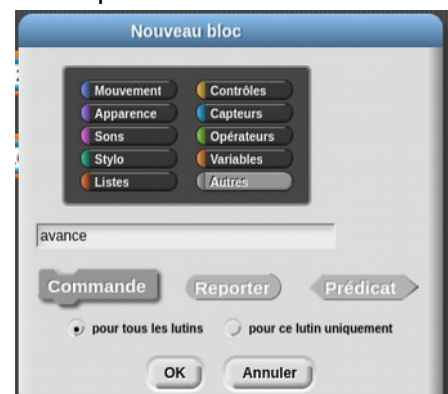 Nouveau bloc
Mouvement Contrôles
Apparence Capteurs
Sons Opérateurs
Stylo Variables
Listes Autres
avance
Commande Reporter Prédicat
pour tous les lutins pour ce lutin uniquement
OK Annuler